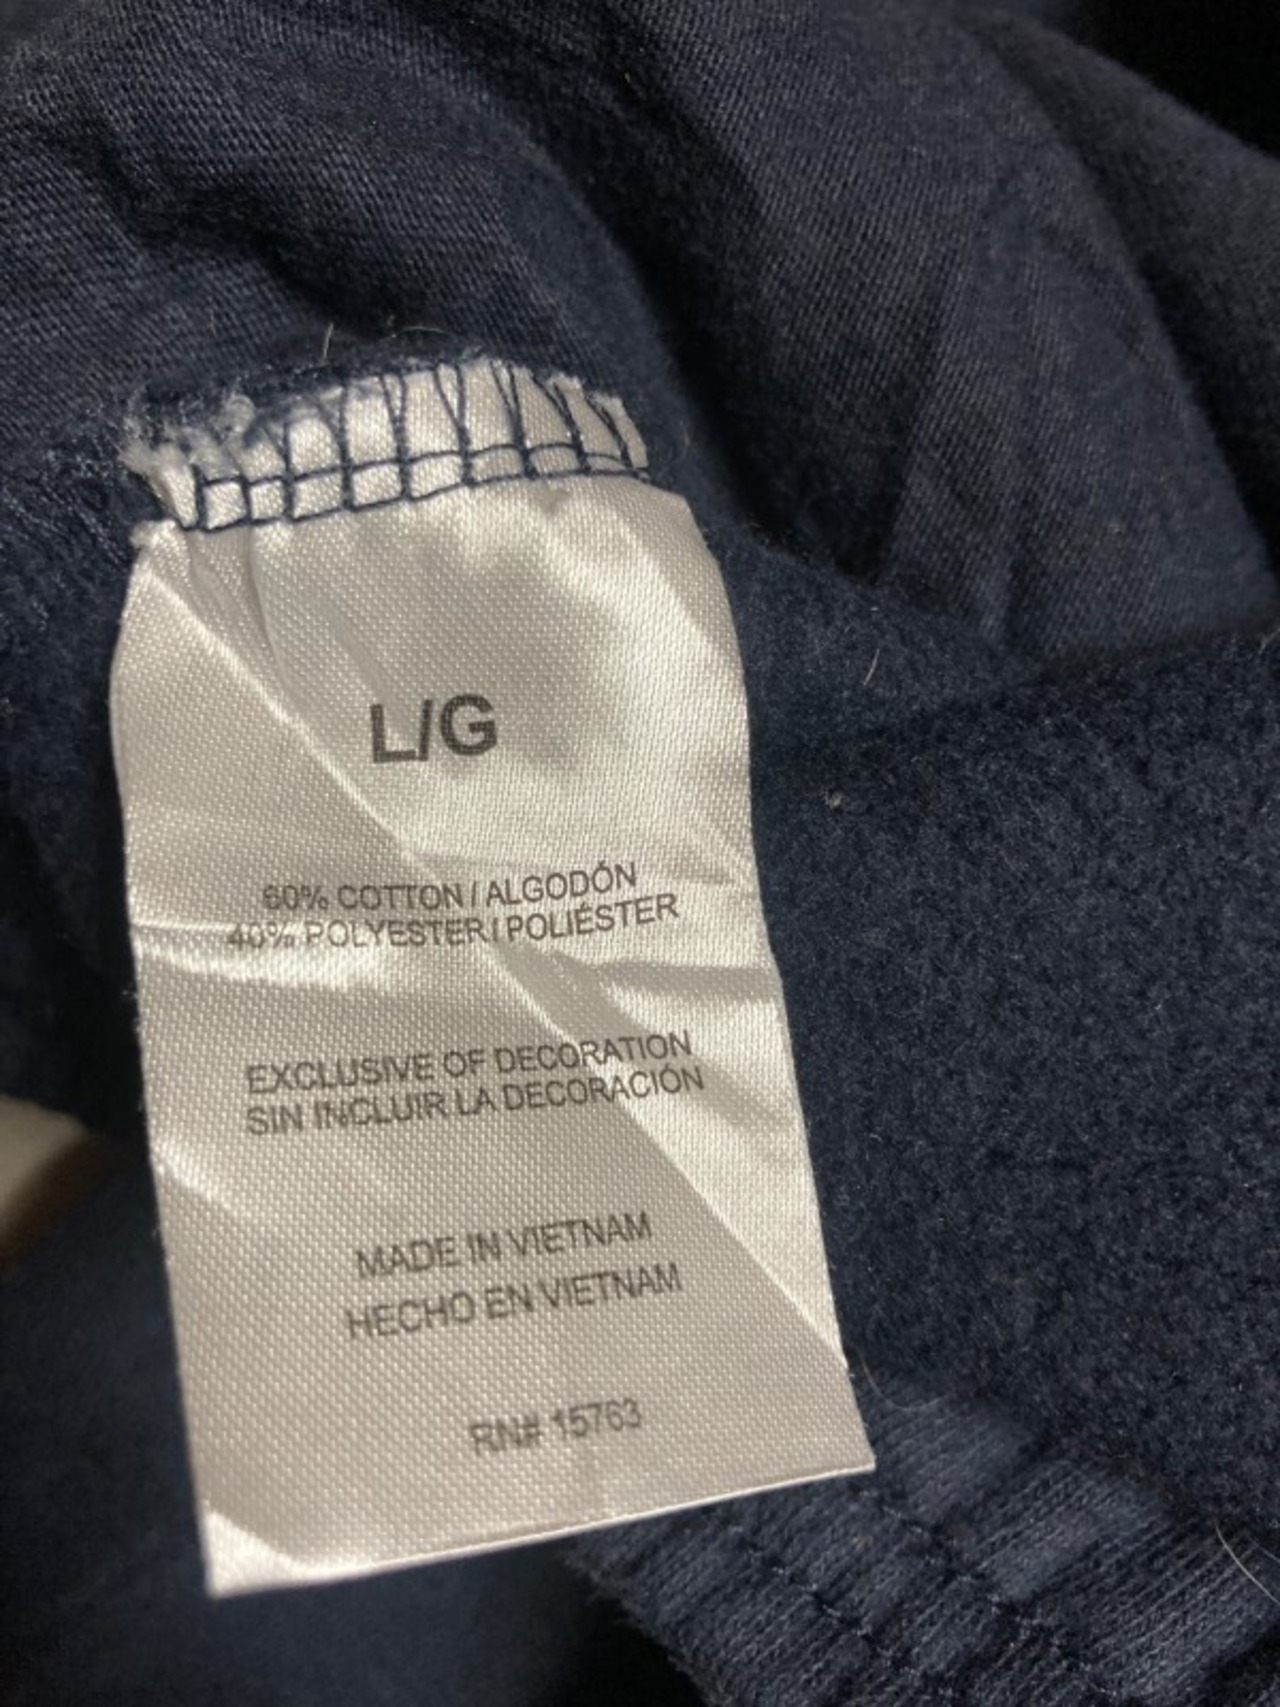 L/G
60% COTTON / ALGODÓN
40% POLYESTER / POLIÉSTER
EXCLUSIVE OF DECORATION
SIN INCLUIR LA DECORACIÓN
MADE IN VIETNAM
HECHO EN VIETNAM
RN# 15763